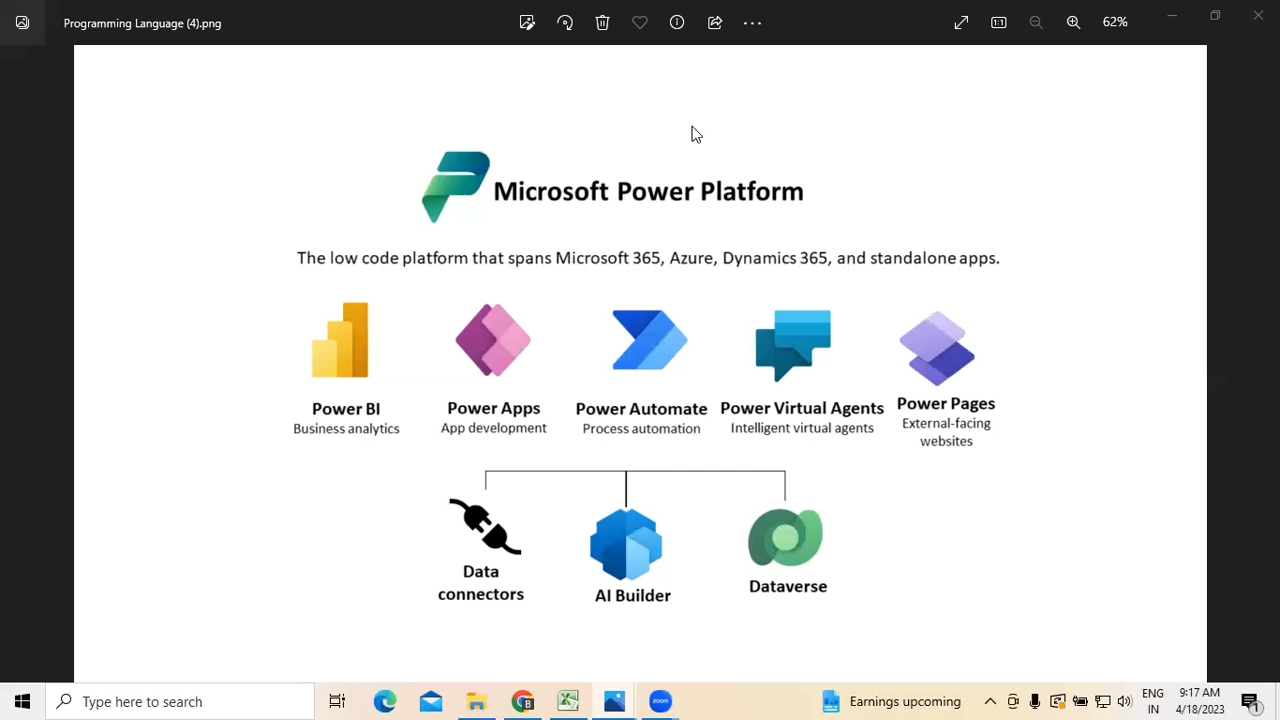 Programming Language (4).png
62%
Microsoft Power Platform
The low code platform that spans Microsoft 365, Azure, Dynamics 365, and standalone apps.
Power BI
Business analytics
Power Apps
App development
Power Automate
Process automation
Power Virtual Agents
Intelligent virtual agents
Power Pages
External-facing
websites
Data
connectors
AI Builder
Dataverse
Type here to search
B
zoom
Earnings upcoming
ENG
IN
9:17 AM
4/18/2023
1